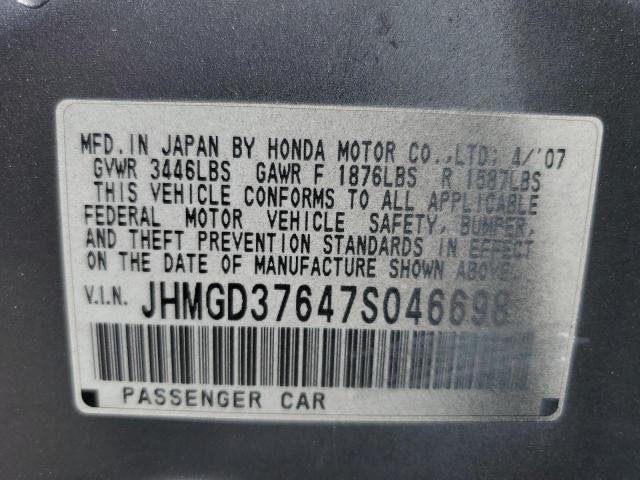 MFD. IN JAPAN BY HONDA MOTOR CO.,LTD; 4/'07
GVWR 3446LBS GAWR F 1876LBS R 1587LBS
THIS VEHICLE CONFORMS TO ALL APPLICABLE
FEDERAL MOTOR VEHICLE SAFETY, BUMPER,
AND THEFT PREVENTION STANDARDS IN EFFECT
ON THE DATE OF MANUFACTURE SHOWN ABOVE.
V.I.N. JHMGD37647S046698
PASSENGER CAR